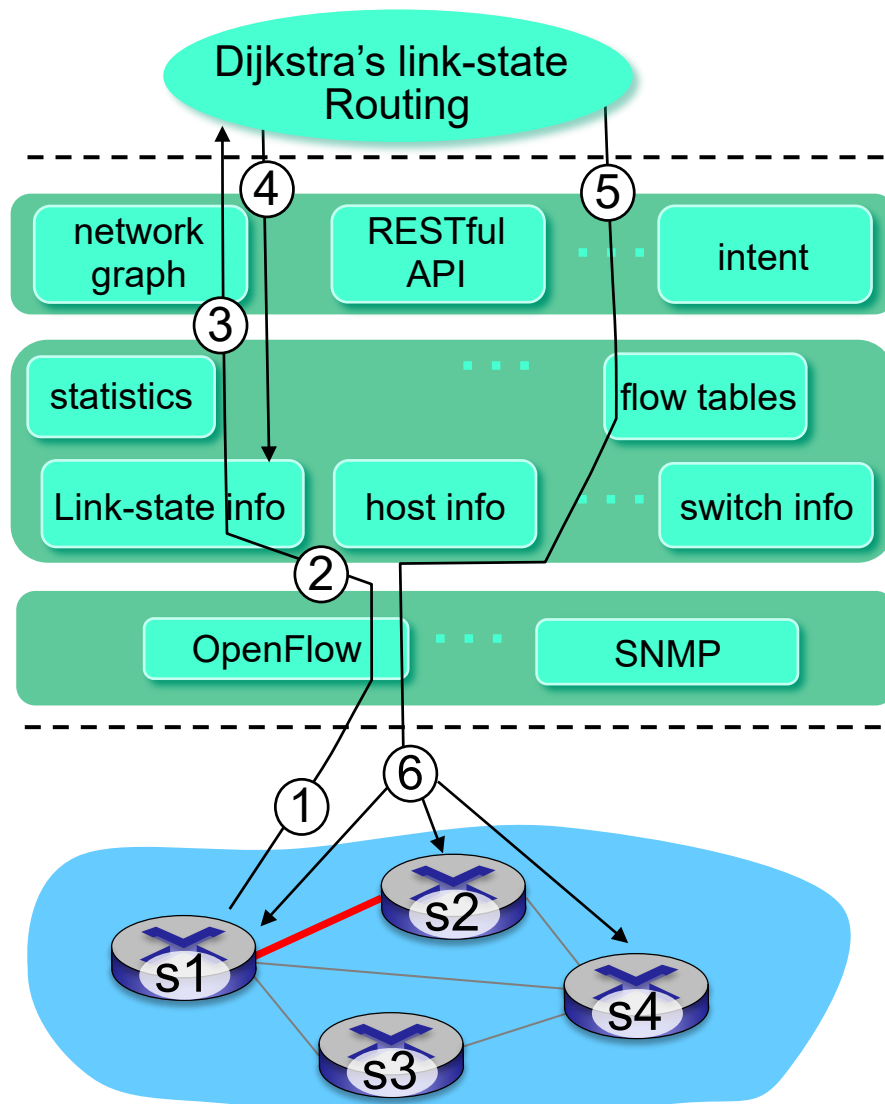 Dijkstra’s link-state
Routing
4
5
network
graph
RESTful
API
. . .
intent
3
statistics
. . .
flow tables
Link-state info
host info
. . .
switch info
2
OpenFlow
. . .
SNMP
1
6
s2
s1
s4
s3